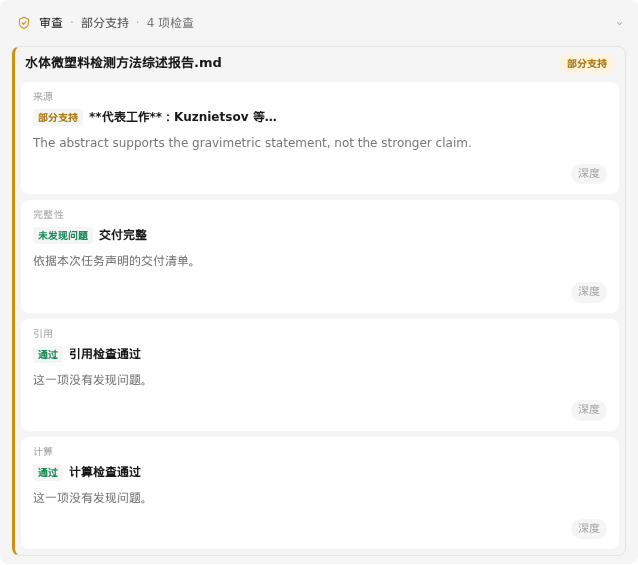 审查 · 部分支持 · 4 项检查
水体微塑料检测方法综述报告.md 部分支持
来源
部分支持 **代表工作**：Kuznietsov 等…
The abstract supports the gravimetric statement, not the stronger claim.
深度
完整性
未发现问题 交付完整
依据本次任务声明的交付清单。
深度
引用
通过 引用检查通过
这一项没有发现问题。
深度
计算
通过 计算检查通过
这一项没有发现问题。
深度